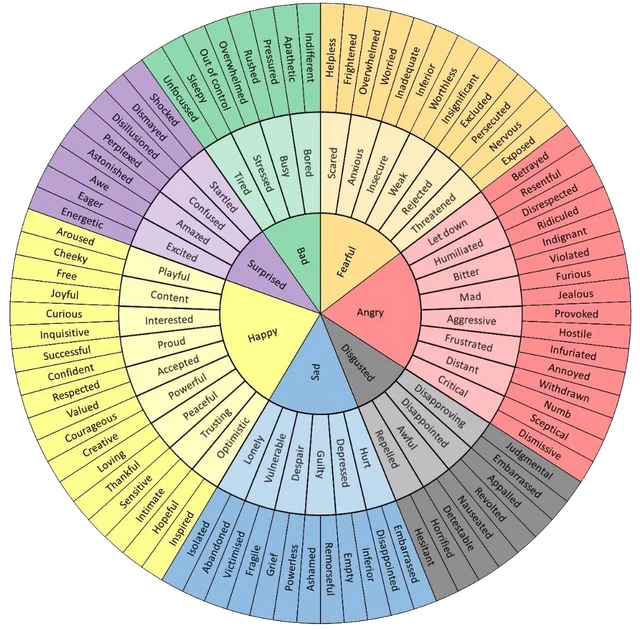 Fearful
Angry
Disgusted
Sad
Happy
Surprised
Bad
Scared
Anxious
Insecure
Weak
Rejected
Threatened
Let down
Humiliated
Bitter
Mad
Aggressive
Frustrated
Distant
Critical
Disapproving
Disappointed
Awful
Repelled
Hurt
Depressed
Guilty
Despair
Vulnerable
Lonely
Optimistic
Trusting
Peaceful
Powerful
Accepted
Proud
Interested
Content
Playful
Excited
Amazed
Confused
Startled
Tired
Stressed
Busy
Bored
Helpless
Frightened
Overwhelmed
Worried
Inadequate
Inferior
Worthless
Insignificant
Excluded
Persecuted
Nervous
Exposed
Betrayed
Resentful
Disrespected
Ridiculed
Indignant
Violated
Furious
Jealous
Provoked
Hostile
Infuriated
Annoyed
Withdrawn
Numb
Sceptical
Dismissive
Judgmental
Embarrassed
Appalled
Revolted
Nauseated
Detestable
Horrified
Hesitant
Embarrassed
Disappointed
Inferior
Empty
Remorseful
Ashamed
Powerless
Grief
Fragile
Victimised
Abandoned
Isolated
Inspired
Hopeful
Intimate
Sensitive
Thankful
Loving
Creative
Courageous
Valued
Respected
Confident
Successful
Inquisitive
Curious
Joyful
Free
Cheeky
Aroused
Energetic
Eager
Awe
Astonished
Perplexed
Disillusioned
Dismayed
Shocked
Unfocussed
Sleepy
Out of control
Overwhelmed
Rushed
Pressured
Apathetic
Indifferent